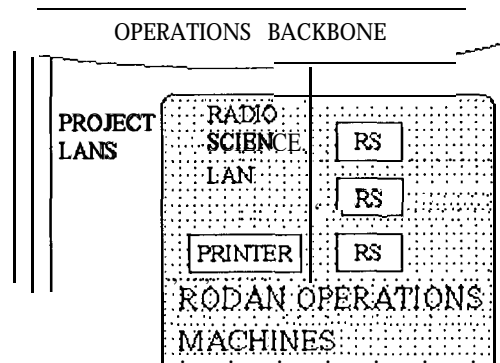 OPERATIONS BACKBONE
PROJECT
LANS
RADIO
SCIENCE
LAN
RS
RS
PRINTER
RS
RODAN OPERATIONS
MACHINES